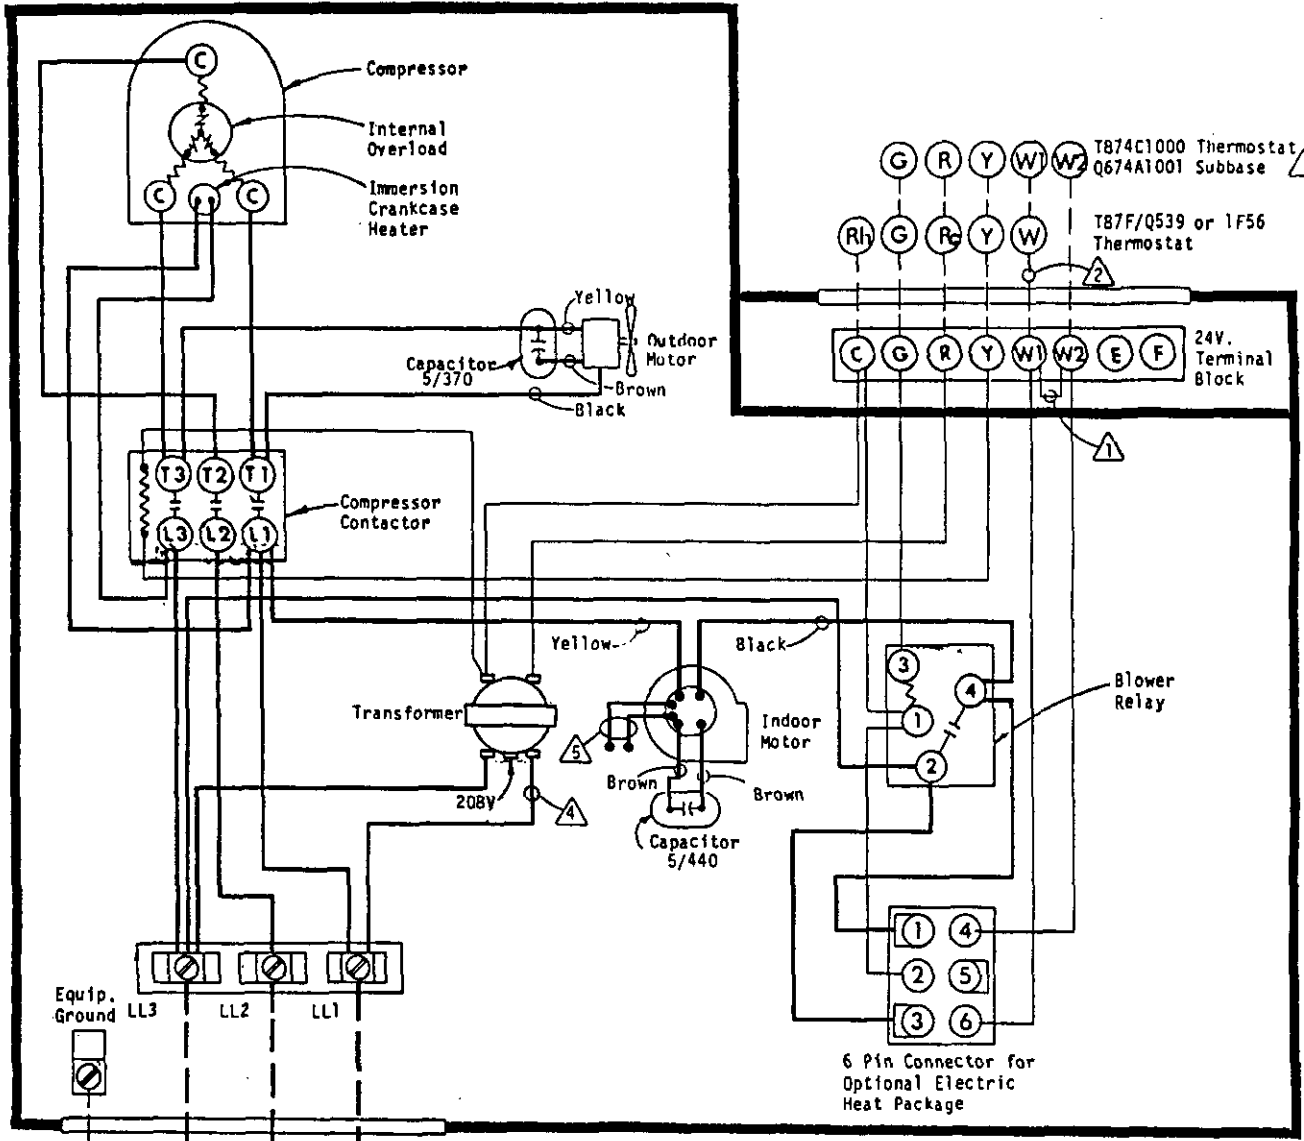 C
Compressor
Internal
Overload
C
C
Immersion
Crankcase
Heater
G R Y W1 W2
T874C1000 Thermostat
Q674A1001 Subbase
Rh G Rc Y W
T87F/Q539 or 1F56
Thermostat
2
Yellow
Outdoor
Motor
Capacitor
5/370
Brown
Black
C G R Y W1 W2 E F
24V.
Terminal
Block
1
T3 T2 T1
L3 L2 L1
Compressor
Contactor
Yellow
Black
Transformer
208V
4
5
Indoor
Motor
Brown
Brown
Capacitor
5/440
3
4
1
2
Blower
Relay
1 4
2 5
3 6
6 Pin Connector for
Optional Electric
Heat Package
Equip.
Ground
LL3 LL2 LL1